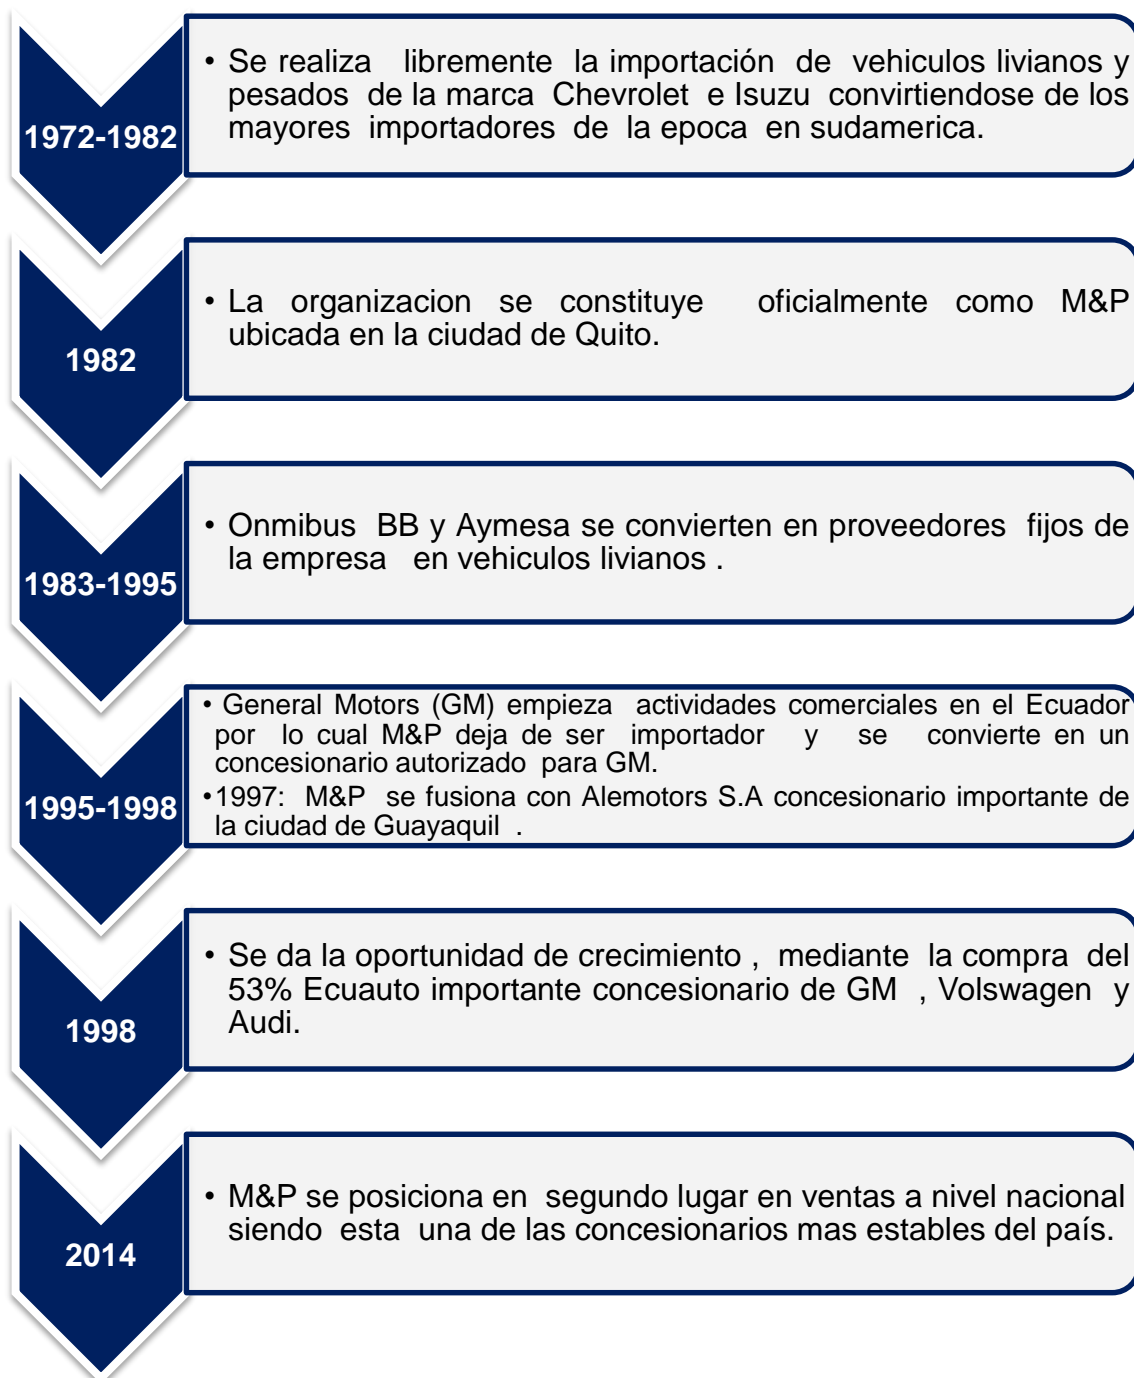 1972-1982
• Se realiza libremente la importación de vehiculos livianos y
pesados de la marca Chevrolet e Isuzu convirtiendose de los
mayores importadores de la epoca en sudamerica.
1982
• La organizacion se constituye oficialmente como M&P
ubicada en la ciudad de Quito.
1983-1995
• Onmibus BB y Aymesa se convierten en proveedores fijos de
la empresa en vehiculos livianos .
1995-1998
• General Motors (GM) empieza actividades comerciales en el Ecuador
por lo cual M&P deja de ser importador y se convierte en un
concesionario autorizado para GM.
•1997: M&P se fusiona con Alemotors S.A concesionario importante de
la ciudad de Guayaquil .
1998
• Se da la oportunidad de crecimiento , mediante la compra del
53% Ecuauto importante concesionario de GM , Volswagen y
Audi.
2014
• M&P se posiciona en segundo lugar en ventas a nivel nacional
siendo esta una de las concesionarios mas estables del país.